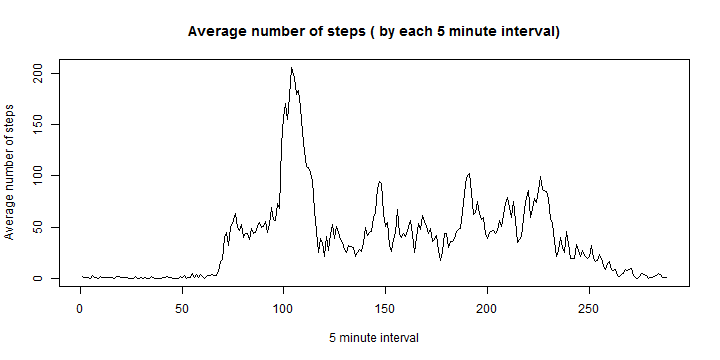 Average number of steps ( by each 5 minute interval)
Average number of steps
200
150
100
50
0
0 50 100 150 200 250
5 minute interval